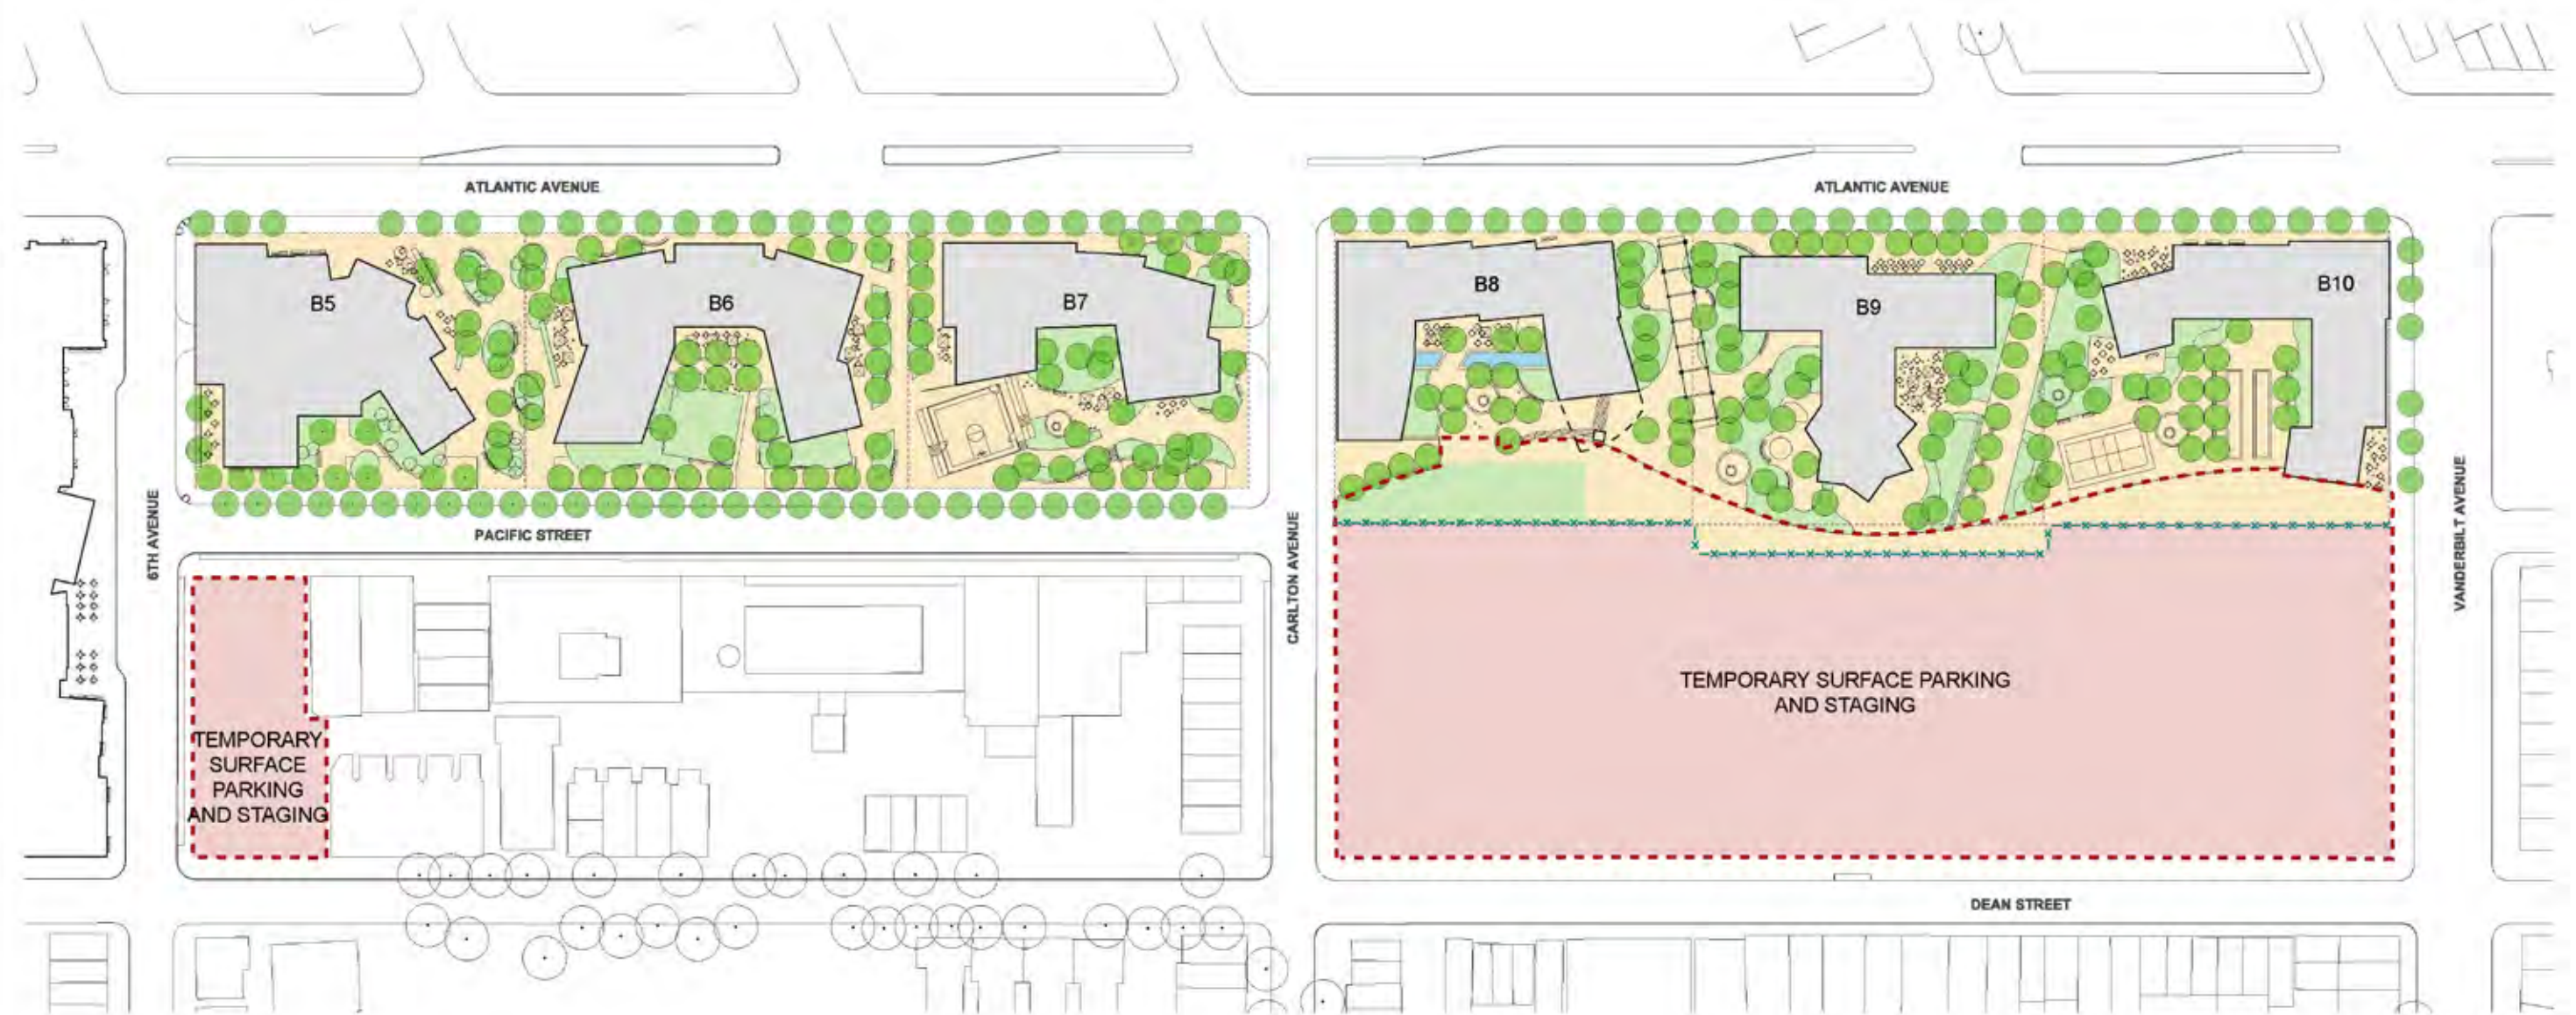 ATLANTIC AVENUE
ATLANTIC AVENUE
B5
B6
B7
B8
B9
B10
6TH AVENUE
PACIFIC STREET
CARLTON AVENUE
VANDERBILT AVENUE
TEMPORARY
SURFACE
PARKING
AND STAGING
TEMPORARY SURFACE PARKING
AND STAGING
DEAN STREET